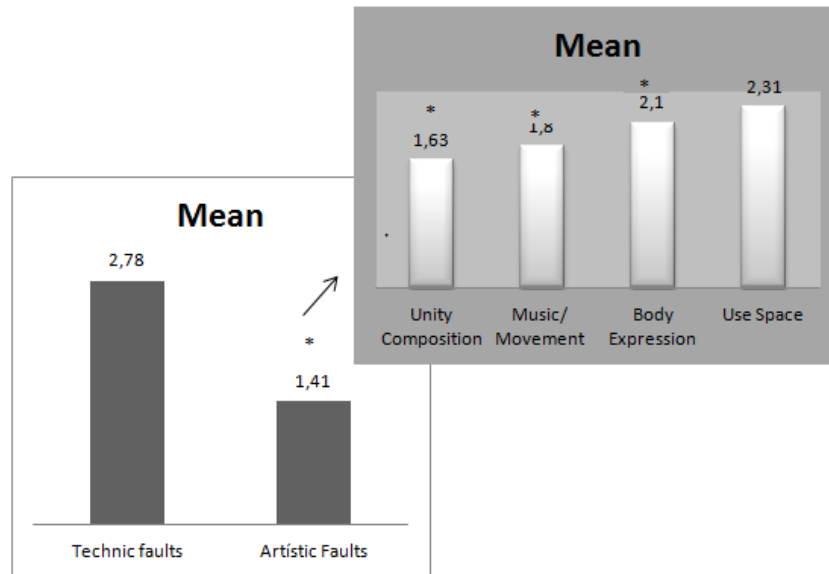 Mean
2,78
*
1,41
Technic faults
Artístic Faults
Mean
*
1,63
*
1,8
*
2,1
2,31
Unity
Composition
Music/
Movement
Body
Expression
Use Space